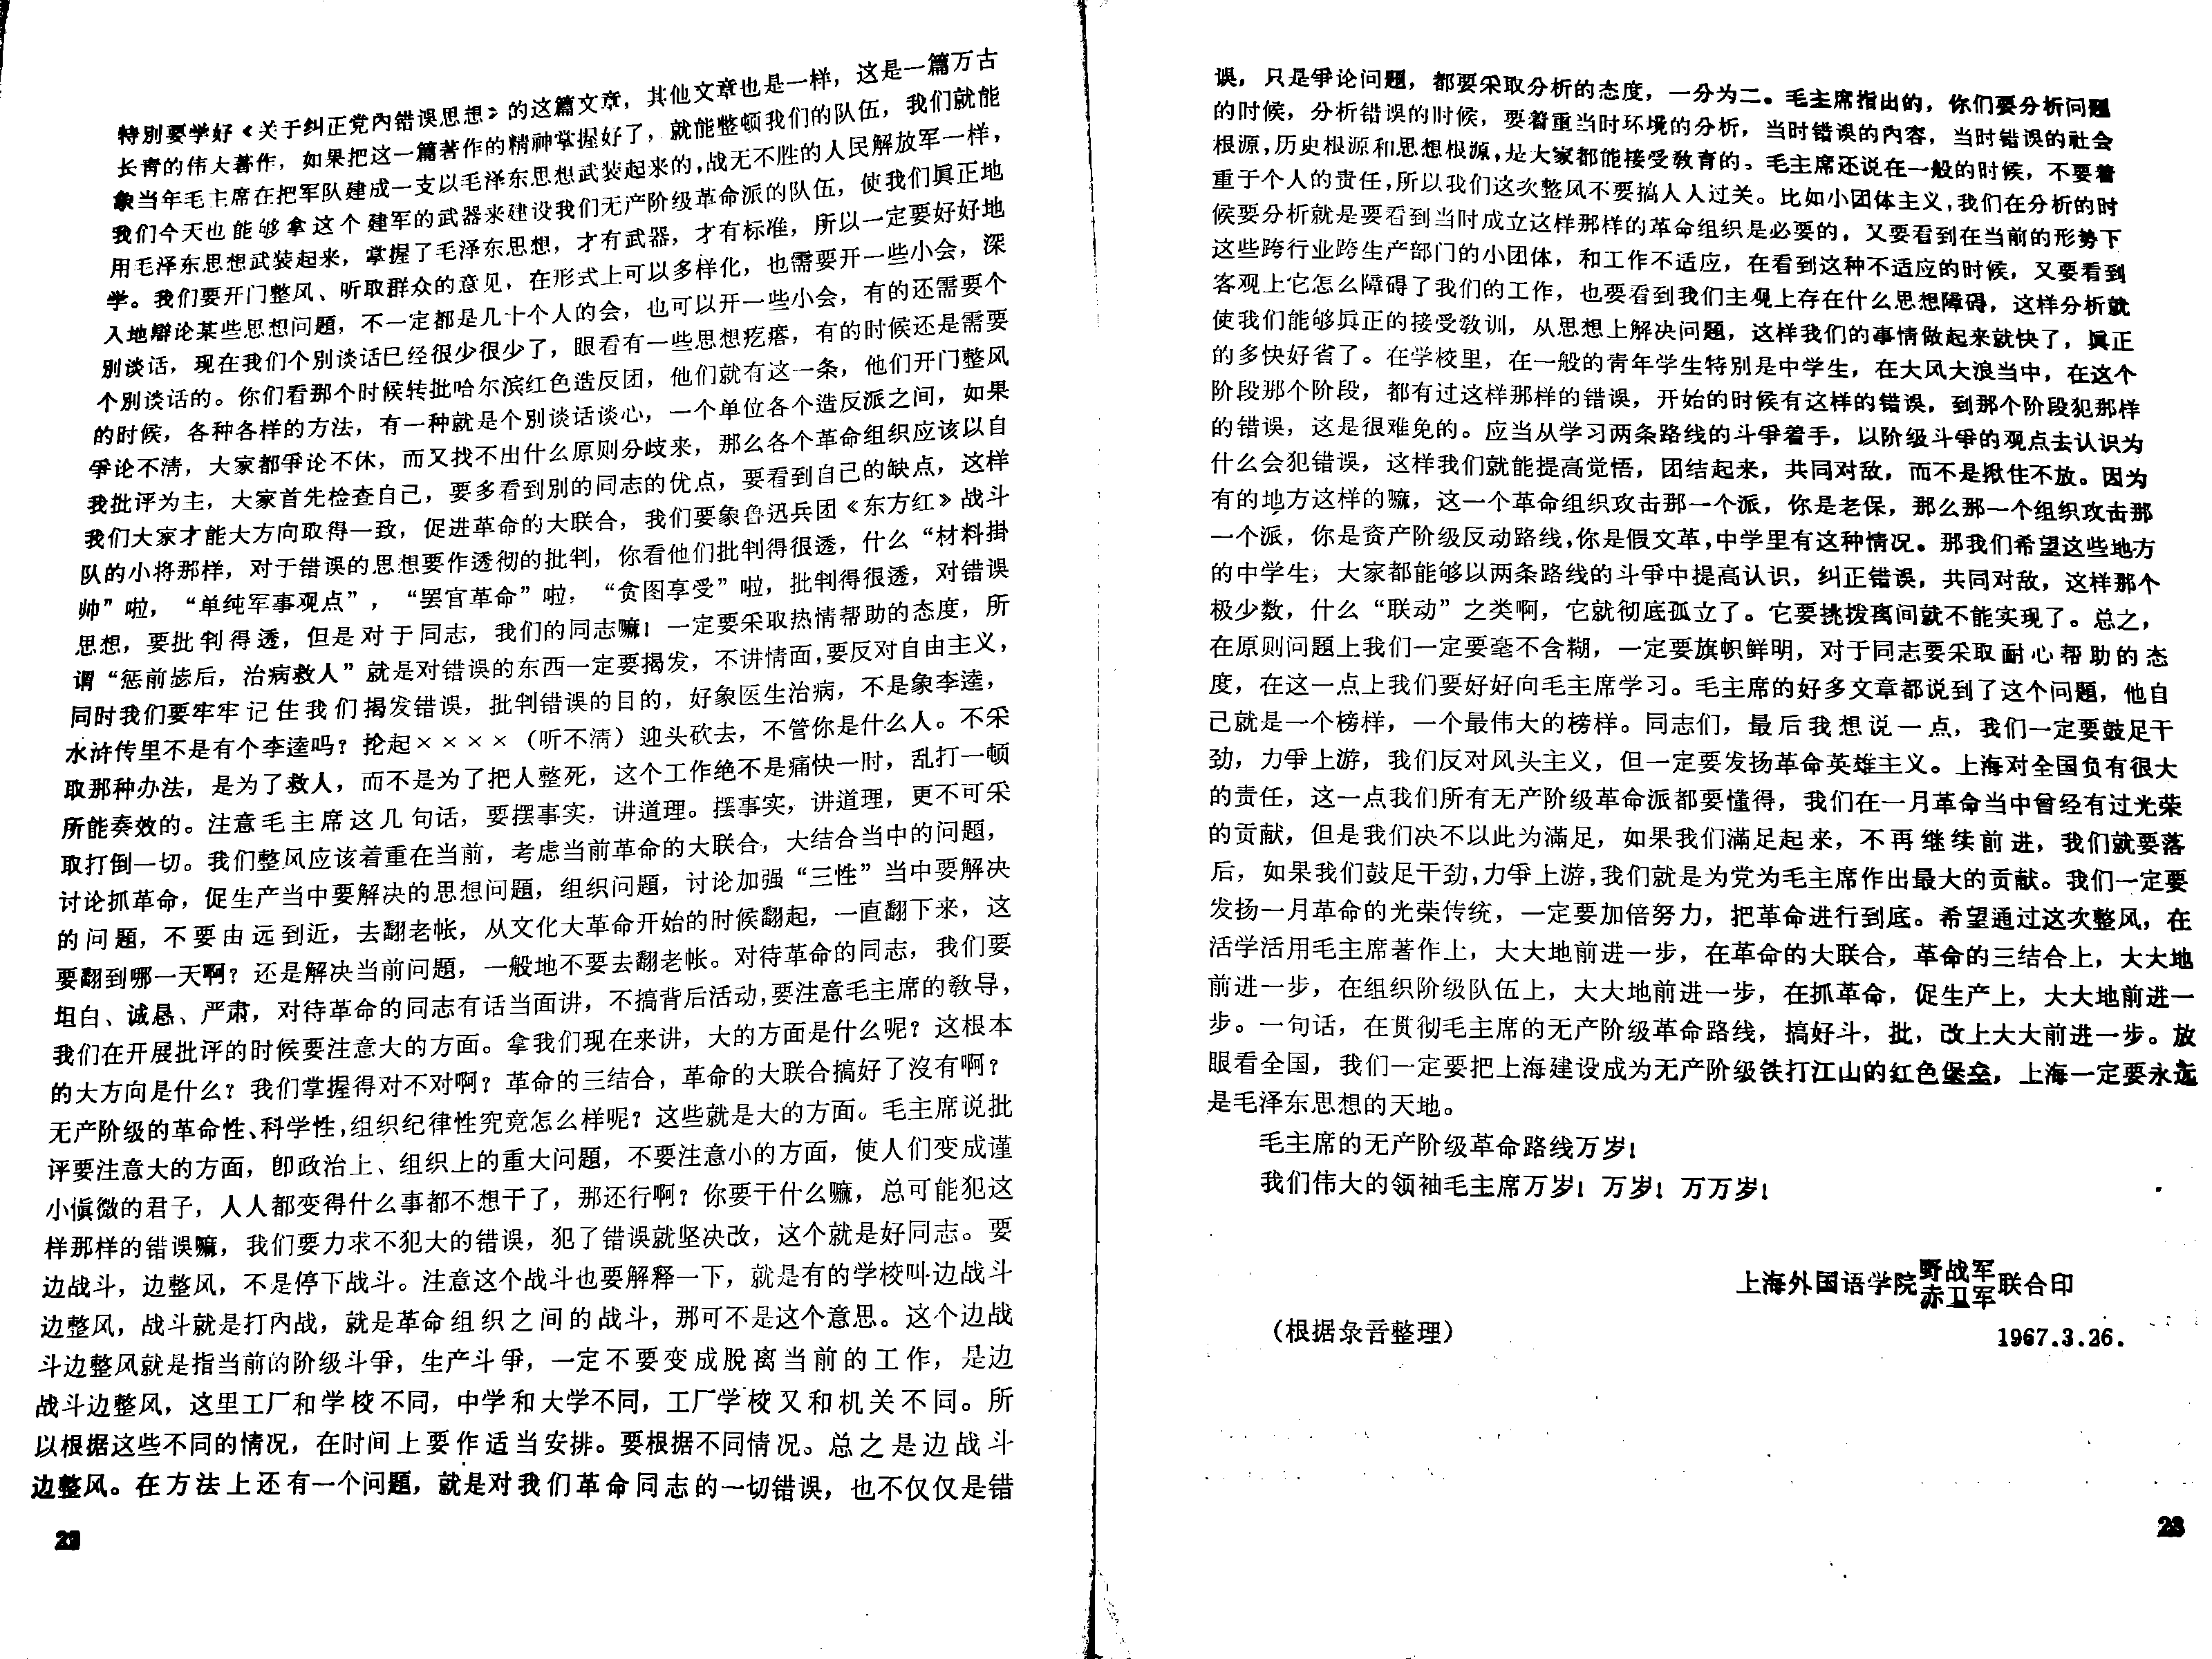 特別要学好《关于纠正党內错误思想》的这篇文章，其他文章也是一样，这是一篇万古
长青的伟大著作，如果把这一篇著作的精神掌握好了，就能整顿我们的队伍，我们就能
象当年毛主席在把军队建成一支以毛泽东思想武装起来的，战无不胜的人民解放军一样，
我们今天也能够拿这个建军的武器来建设我们无产阶级革命派的队伍，使我们眞正地
用毛泽东思想武装起来，掌握了毛泽东思想，才有武器，才有标准，所以一定要好好地
学。我们要开门整风、听取群众的意见，在形式上可以多样化，也需要开一些小会，深
入地辯论某些思想问題，不一定都是几十个人的会，也可以开一些小会，有的还需要个
別谈话，现在我们个別谈话已经很少很少了，眼看有一些思想疙瘩，有的时候还是需要
个別谈话的。你们看那个时候转批哈尔滨红色造反团，他们就有这一条，他们开门整风
的时候，各种各样的方法，有一种就是个別谈话谈心，一个单位各个造反派之间，如果
爭论不清，大家都爭论不休，而又找不出什么原则分歧来，那么各个革命组织应该以自
我批评为主，大家首先检查自己，要多看到別的同志的优点，要看到自己的缺点，这样
我们大家才能大方向取得一致，促进革命的大联合，我们要象鲁迅兵团《东方红》战斗
队的小将那样，对于错误的思想要作透彻的批判，你看他们批判得很透，什么“材料掛
帅”啦，“单纯军事观点”，“罢官革命”啦，“贪图享受”啦，批判得很透，对错误
思想，要批判得透，但是对于同志，我们的同志嘛！一定要采取热情帮助的态度，所
谓“惩前毖后，治病救人”就是对错误的东西一定要揭发，不讲情面，要反对自由主义，
同时我们要牢牢记住我们揭发错误，批判错误的目的，好象医生治病，不是象李逵，
水浒传里不是有个李逵吗？抡起××××（听不清）迎头砍去，不管你是什么人。不采
取那种办法，是为了救人，而不是为了把人整死，这个工作绝不是痛快一时，乱打一顿
所能奏效的。注意毛主席这几句话，要摆事实，讲道理。摆事实，讲道理，更不可采
取打倒一切。我们整风应该着重在当前，考虑当前革命的大联合，大结合当中的问題，
讨论抓革命，促生产当中要解决的思想问題，组织问題，讨论加强“三性”当中要解决
的问題，不要由远到近，去翻老帐，从文化大革命开始的时候翻起，一直翻下来，这
要翻到哪一天啊？还是解决当前问題，一般地不要去翻老帐。对待革命的同志，我们要
坦白、诚恳、严肃，对待革命的同志有话当面讲，不搞背后活动，要注意毛主席的敎导，
我们在开展批评的时候要注意大的方面。拿我们现在来讲，大的方面是什么呢？这根本
的大方向是什么？我们掌握得对不对啊？革命的三结合，革命的大联合搞好了沒有啊？
无产阶级的革命性、科学性，组织纪律性究竟怎么样呢？这些就是大的方面。毛主席说批
评要注意大的方面，卽政治上、组织上的重大问題，不要注意小的方面，使人们变成谨
小愼微的君子，人人都变得什么事都不想干了，那还行啊？你要干什么嘛，总可能犯这
样那样的错误嘛，我们要力求不犯大的错误，犯了错误就坚决改，这个就是好同志。要
边战斗，边整风，不是停下战斗。注意这个战斗也要解释一下，就是有的学校叫边战斗
边整风，战斗就是打內战，就是革命组织之间的战斗，那可不是这个意思。这个边战
斗边整风就是指当前的阶级斗爭，生产斗爭，一定不要变成脫离当前的工作，是边
战斗边整风，这里工厂和学校不同，中学和大学不同，工厂学校又和机关不同。所
以根据这些不同的情况，在时间上要作适当安排。要根据不同情况。总之是边战斗
边整风。在方法上还有一个问題，就是对我们革命同志的一切错误，也不仅仅是错
22
误，只是爭论问題，都要采取分析的态度，一分为二。毛主席指出的，你们要分析问題
的时候，分析错误的时候，要着重当时环境的分析，当时错误的內容，当时错误的社会
根源，历史根源和思想根源，是大家都能接受敎育的。毛主席还说在一般的时候，不要着
重于个人的责任，所以我们这次整风不要搞人人过关。比如小团体主义，我们在分析的时
候要分析就是要看到当时成立这样那样的革命组织是必要的，又要看到在当前的形势下
这些跨行业跨生产部门的小团体，和工作不适应，在看到这种不适应的时候，又要看到
客观上它怎么障碍了我们的工作，也要看到我们主观上存在什么思想障碍，这样分析就
使我们能够眞正的接受敎训，从思想上解决问題，这样我们的事情做起来就快了，眞正
的多快好省了。在学校里，在一般的青年学生特別是中学生，在大风大浪当中，在这个
阶段那个阶段，都有过这样那样的错误，开始的时候有这样的错误，到那个阶段犯那样
的错误，这是很难免的。应当从学习两条路线的斗爭着手，以阶级斗爭的观点去认识为
什么会犯错误，这样我们就能提高觉悟，团结起来，共同对敌，而不是揪住不放。因为
有的地方这样的嘛，这一个革命组织攻击那一个派，你是老保，那么那一个组织攻击那
一个派，你是资产阶级反动路线，你是假文革，中学里有这种情况。那我们希望这些地方
的中学生，大家都能够以两条路线的斗爭中提高认识，纠正错误，共同对敌，这样那个
极少数，什么“联动”之类啊，它就彻底孤立了。它要挑拨离间就不能实现了。总之，
在原则问題上我们一定要毫不含糊，一定要旗帜鲜明，对于同志要采取耐心帮助的态
度，在这一点上我们要好好向毛主席学习。毛主席的好多文章都说到了这个问題，他自
己就是一个榜样，一个最伟大的榜样。同志们，最后我想说一点，我们一定要鼓足干
劲，力爭上游，我们反对风头主义，但一定要发扬革命英雄主义。上海对全国负有很大
的责任，这一点我们所有无产阶级革命派都要懂得，我们在一月革命当中曾经有过光荣
的贡献，但是我们决不以此为滿足，如果我们滿足起来，不再继续前进，我们就要落
后，如果我们鼓足干劲，力爭上游，我们就是为党为毛主席作出最大的贡献。我们一定要
发扬一月革命的光荣传统，一定要加倍努力，把革命进行到底。希望通过这次整风，在
活学活用毛主席著作上，大大地前进一步，在革命的大联合，革命的三结合上，大大地
前进一步，在组织阶级队伍上，大大地前进一步，在抓革命，促生产上，大大地前进一
步。一句话，在贯彻毛主席的无产阶级革命路线，搞好斗，批，改上大大前进一步。放
眼看全国，我们一定要把上海建设成为无产阶级铁打江山的红色堡垒，上海一定要永远
是毛泽东思想的天地。
毛主席的无产阶级革命路线万岁！
我们伟大的领袖毛主席万岁！万岁！万万岁！
上海外国语学院野战军赤卫军联合印
（根据录音整理）
1967.3.26.
23